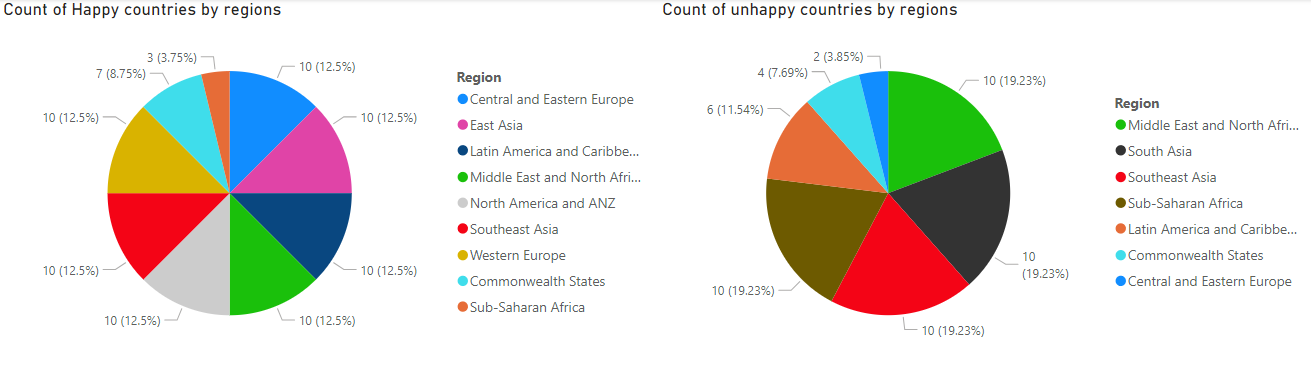 Count of Happy countries by regions
3 (3.75%)
7 (8.75%)
10 (12.5%)
10 (12.5%)
10 (12.5%)
10 (12.5%)
10 (12.5%)
10 (12.5%)
10 (12.5%)
Region
Central and Eastern Europe
East Asia
Latin America and Caribbe...
Middle East and North Afri...
North America and ANZ
Southeast Asia
Western Europe
Commonwealth States
Sub-Saharan Africa
Count of unhappy countries by regions
2 (3.85%)
4 (7.69%)
6 (11.54%)
10 (19.23%)
10
(19.23%)
10 (19.23%)
10 (19.23%)
Region
Middle East and North Afri...
South Asia
Southeast Asia
Sub-Saharan Africa
Latin America and Caribbe...
Commonwealth States
Central and Eastern Europe